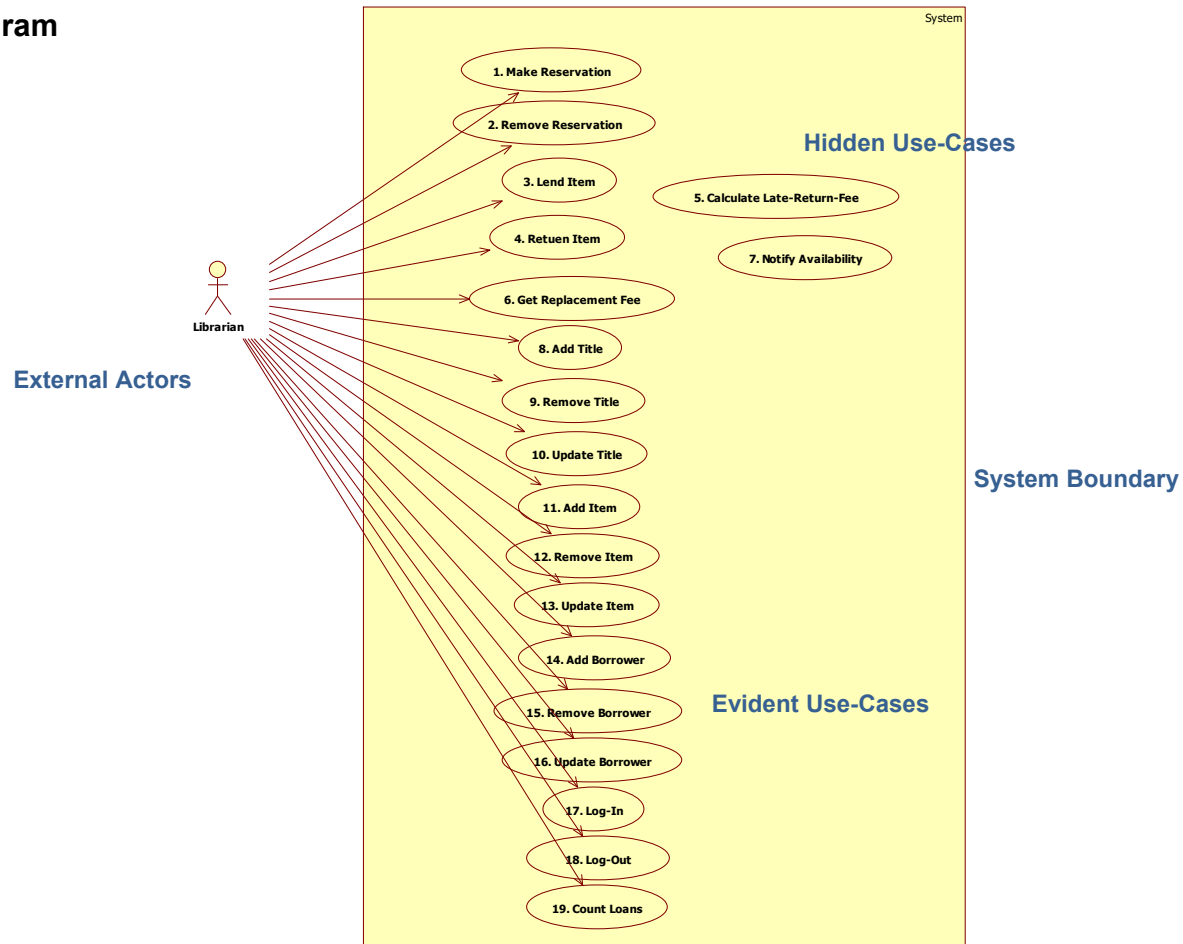 ram
System
1. Make Reservation
2. Remove Reservation
Hidden Use-Cases
3. Lend Item
5. Calculate Late-Return-Fee
4. Retuen Item
7. Notify Availability
6. Get Replacement Fee
Librarian
8. Add Title
External Actors
9. Remove Title
10. Update Title
System Boundary
11. Add Item
12. Remove Item
13. Update Item
14. Add Borrower
Evident Use-Cases
15. Remove Borrower
16. Update Borrower
17. Log-In
18. Log-Out
19. Count Loans